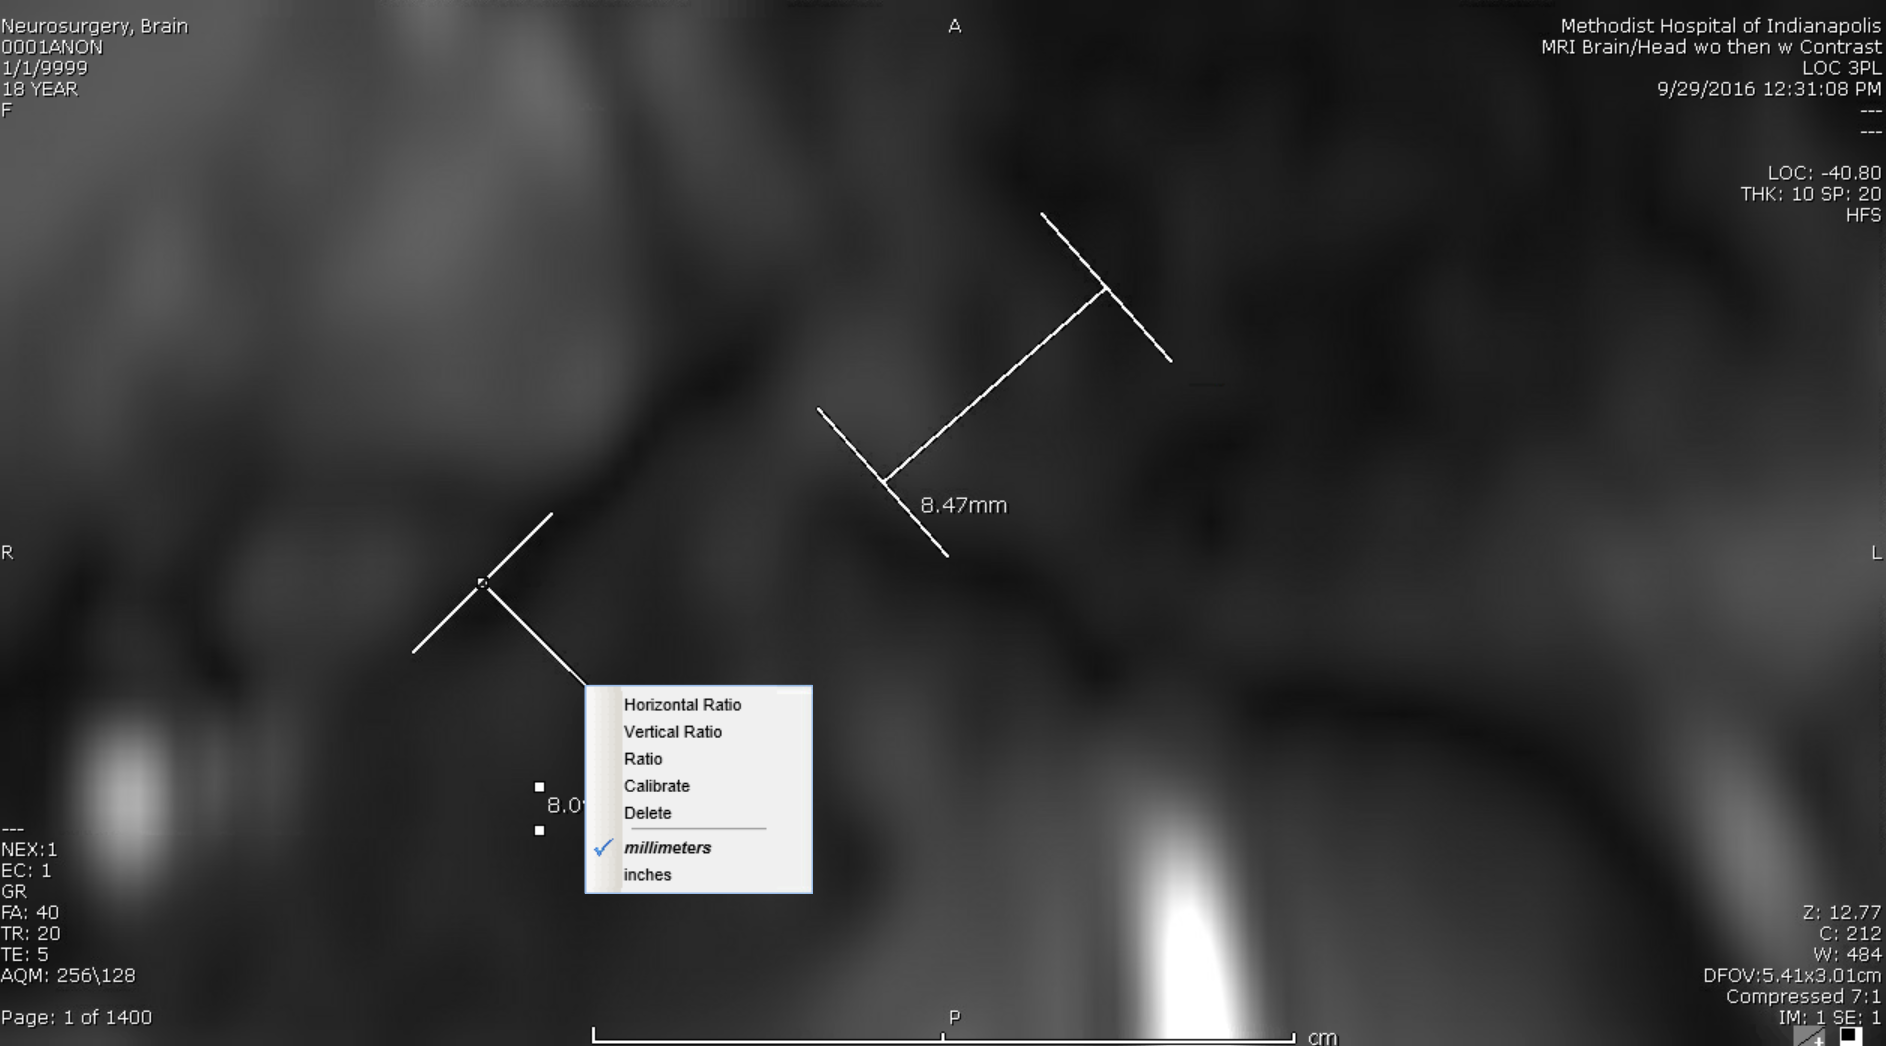 Neurosurgery, Brain
0001ANON
1/1/9999
18 YEAR
F
A
Methodist Hospital of Indianapolis
MRI Brain/Head wo then w Contrast
LOC 3PL
9/29/2016 12:31:08 PM
---
---
LOC: -40.80
THK: 10 SP: 20
HFS
8.47mm
R
L
Horizontal Ratio
Vertical Ratio
Ratio
Calibrate
Delete
millimeters
inches
8.0
---
NEX:1
EC: 1
GR
FA: 40
TR: 20
TE: 5
AQM: 256\128
Page: 1 of 1400
P
cm
Z: 12.77
C: 212
W: 484
DFOV:5.41x3.01cm
Compressed 7:1
IM: 1 SE: 1